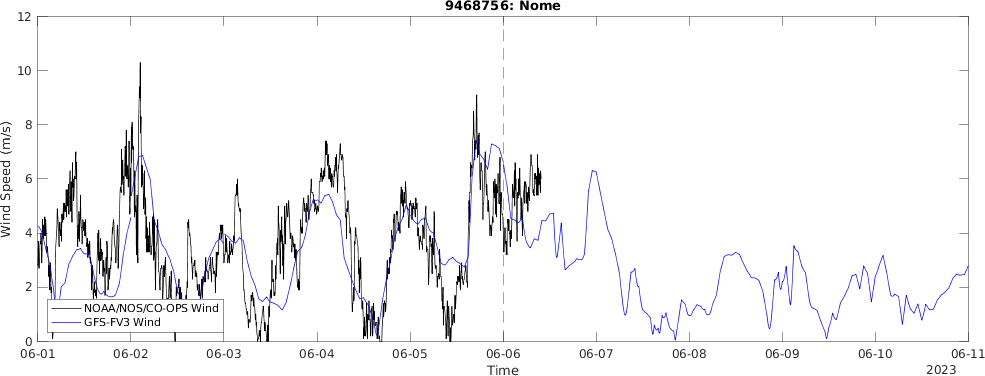 9468756: Nome
12
10
8
6
4
2
0
Wind Speed (m/s)
NOAA/NOS/CO-OPS Wind
GFS-FV3 Wind
06-01 06-02 06-03 06-04 06-05 06-06 06-07 06-08 06-09 06-10 06-11
Time
2023